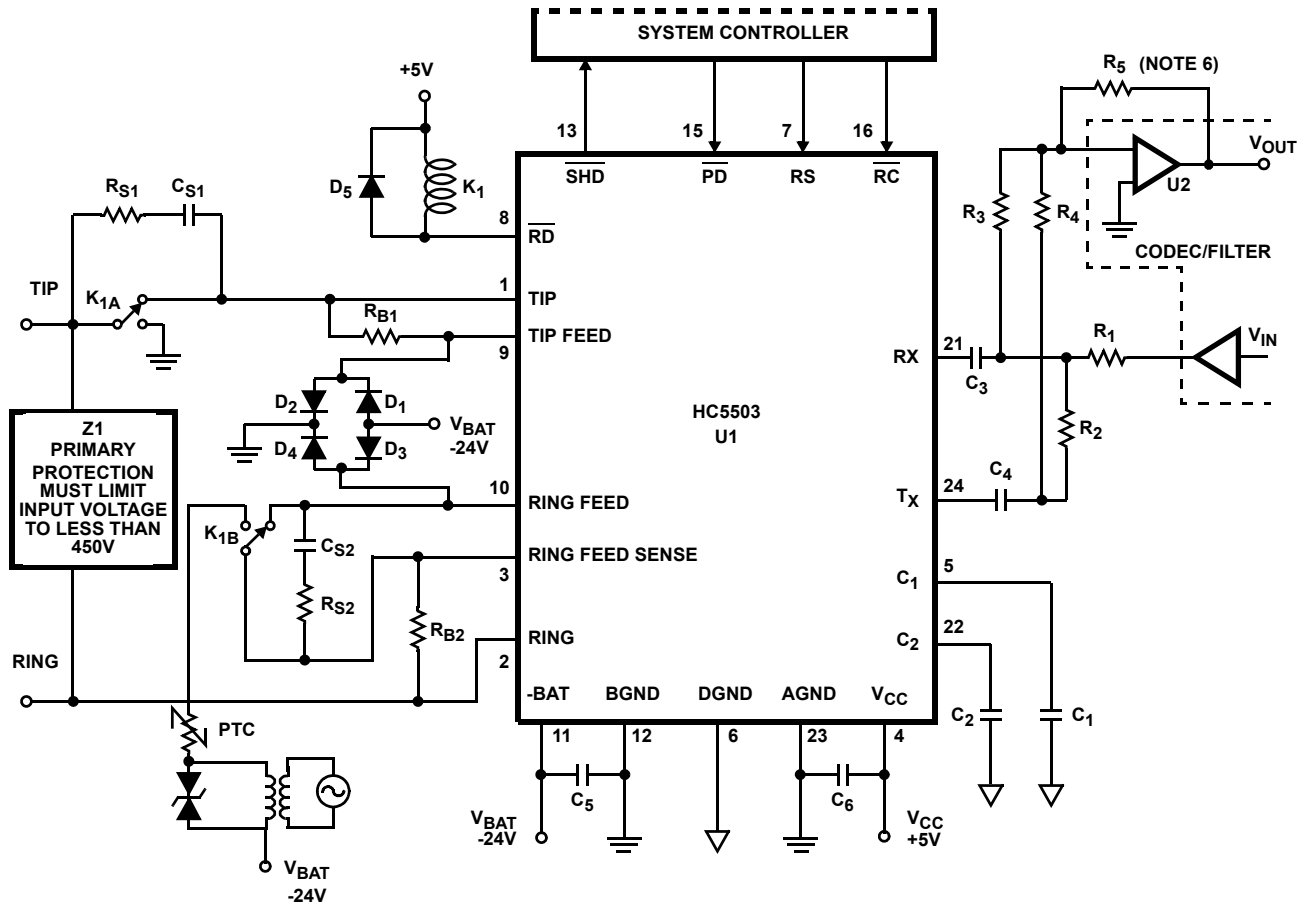 SYSTEM CONTROLLER
+5V
R5 (NOTE 6)
13
15
7
16
SHD
PD
RS
RC
VOUT
U2
RS1
CS1
D5
K1
8
RD
R3
R4
CODEC/FILTER
TIP
K1A
1
TIP
RB1
TIP FEED
9
R1
VIN
RX
21
C3
D2
D1
D4
D3
VBAT
-24V
HC5503
U1
R2
Z1
PRIMARY
PROTECTION
MUST LIMIT
INPUT VOLTAGE
TO LESS THAN
450V
C4
TX
24
10
RING FEED
K1B
CS2
RING FEED SENSE
3
RS2
RB2
C1
5
C2
22
RING
2
RING
-BAT
BGND
DGND
AGND
VCC
C2
C1
PTC
11
12
6
23
4
C5
C6
VBAT
-24V
VCC
+5V
VBAT
-24V